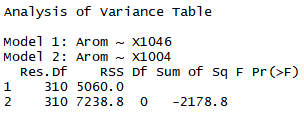 Analysis of Variance Table
Model 1: Arom ~ X1046
Model 2: Arom ~ X1004
Res.Df RSS Df Sum of Sq F Pr(>F)
1 310 5060.0
2 310 7238.8 0 -2178.8